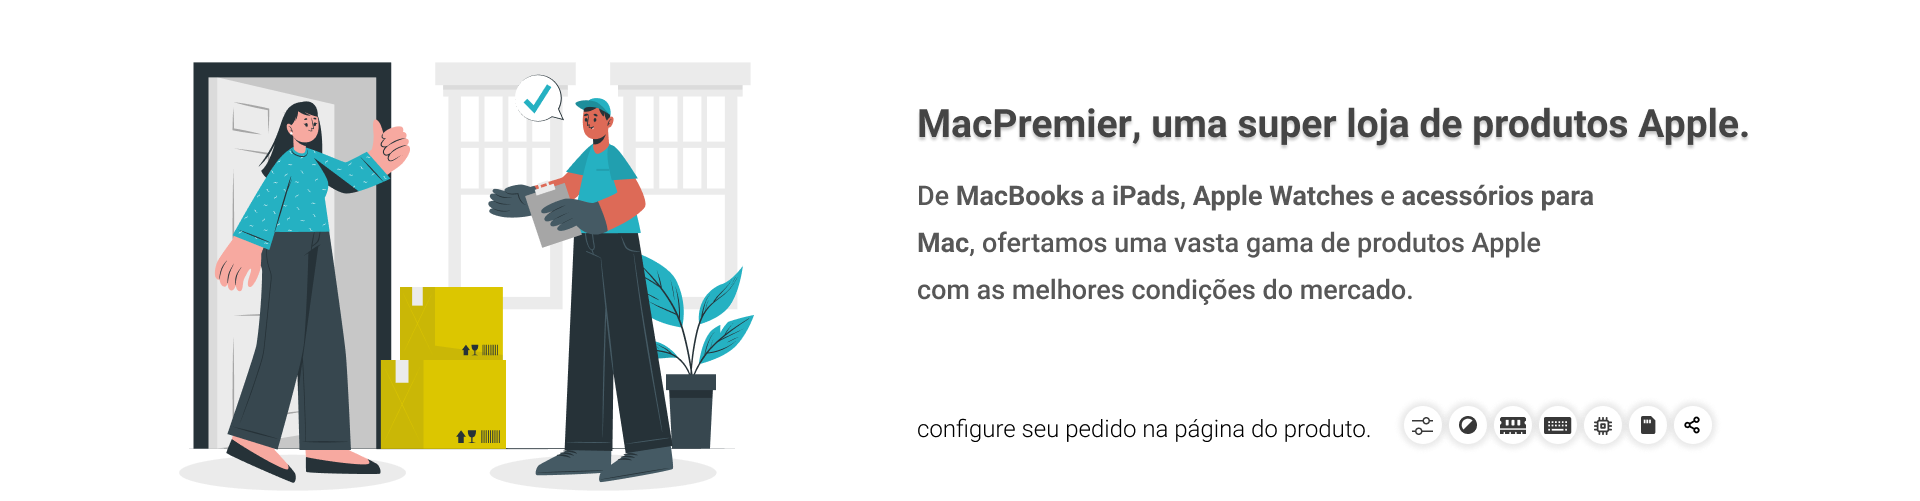 MacPremier, uma super loja de produtos Apple.
De MacBooks a iPads, Apple Watches e acessórios para
Mac, ofertamos uma vasta gama de produtos Apple
com as melhores condições do mercado.
configure seu pedido na página do produto.